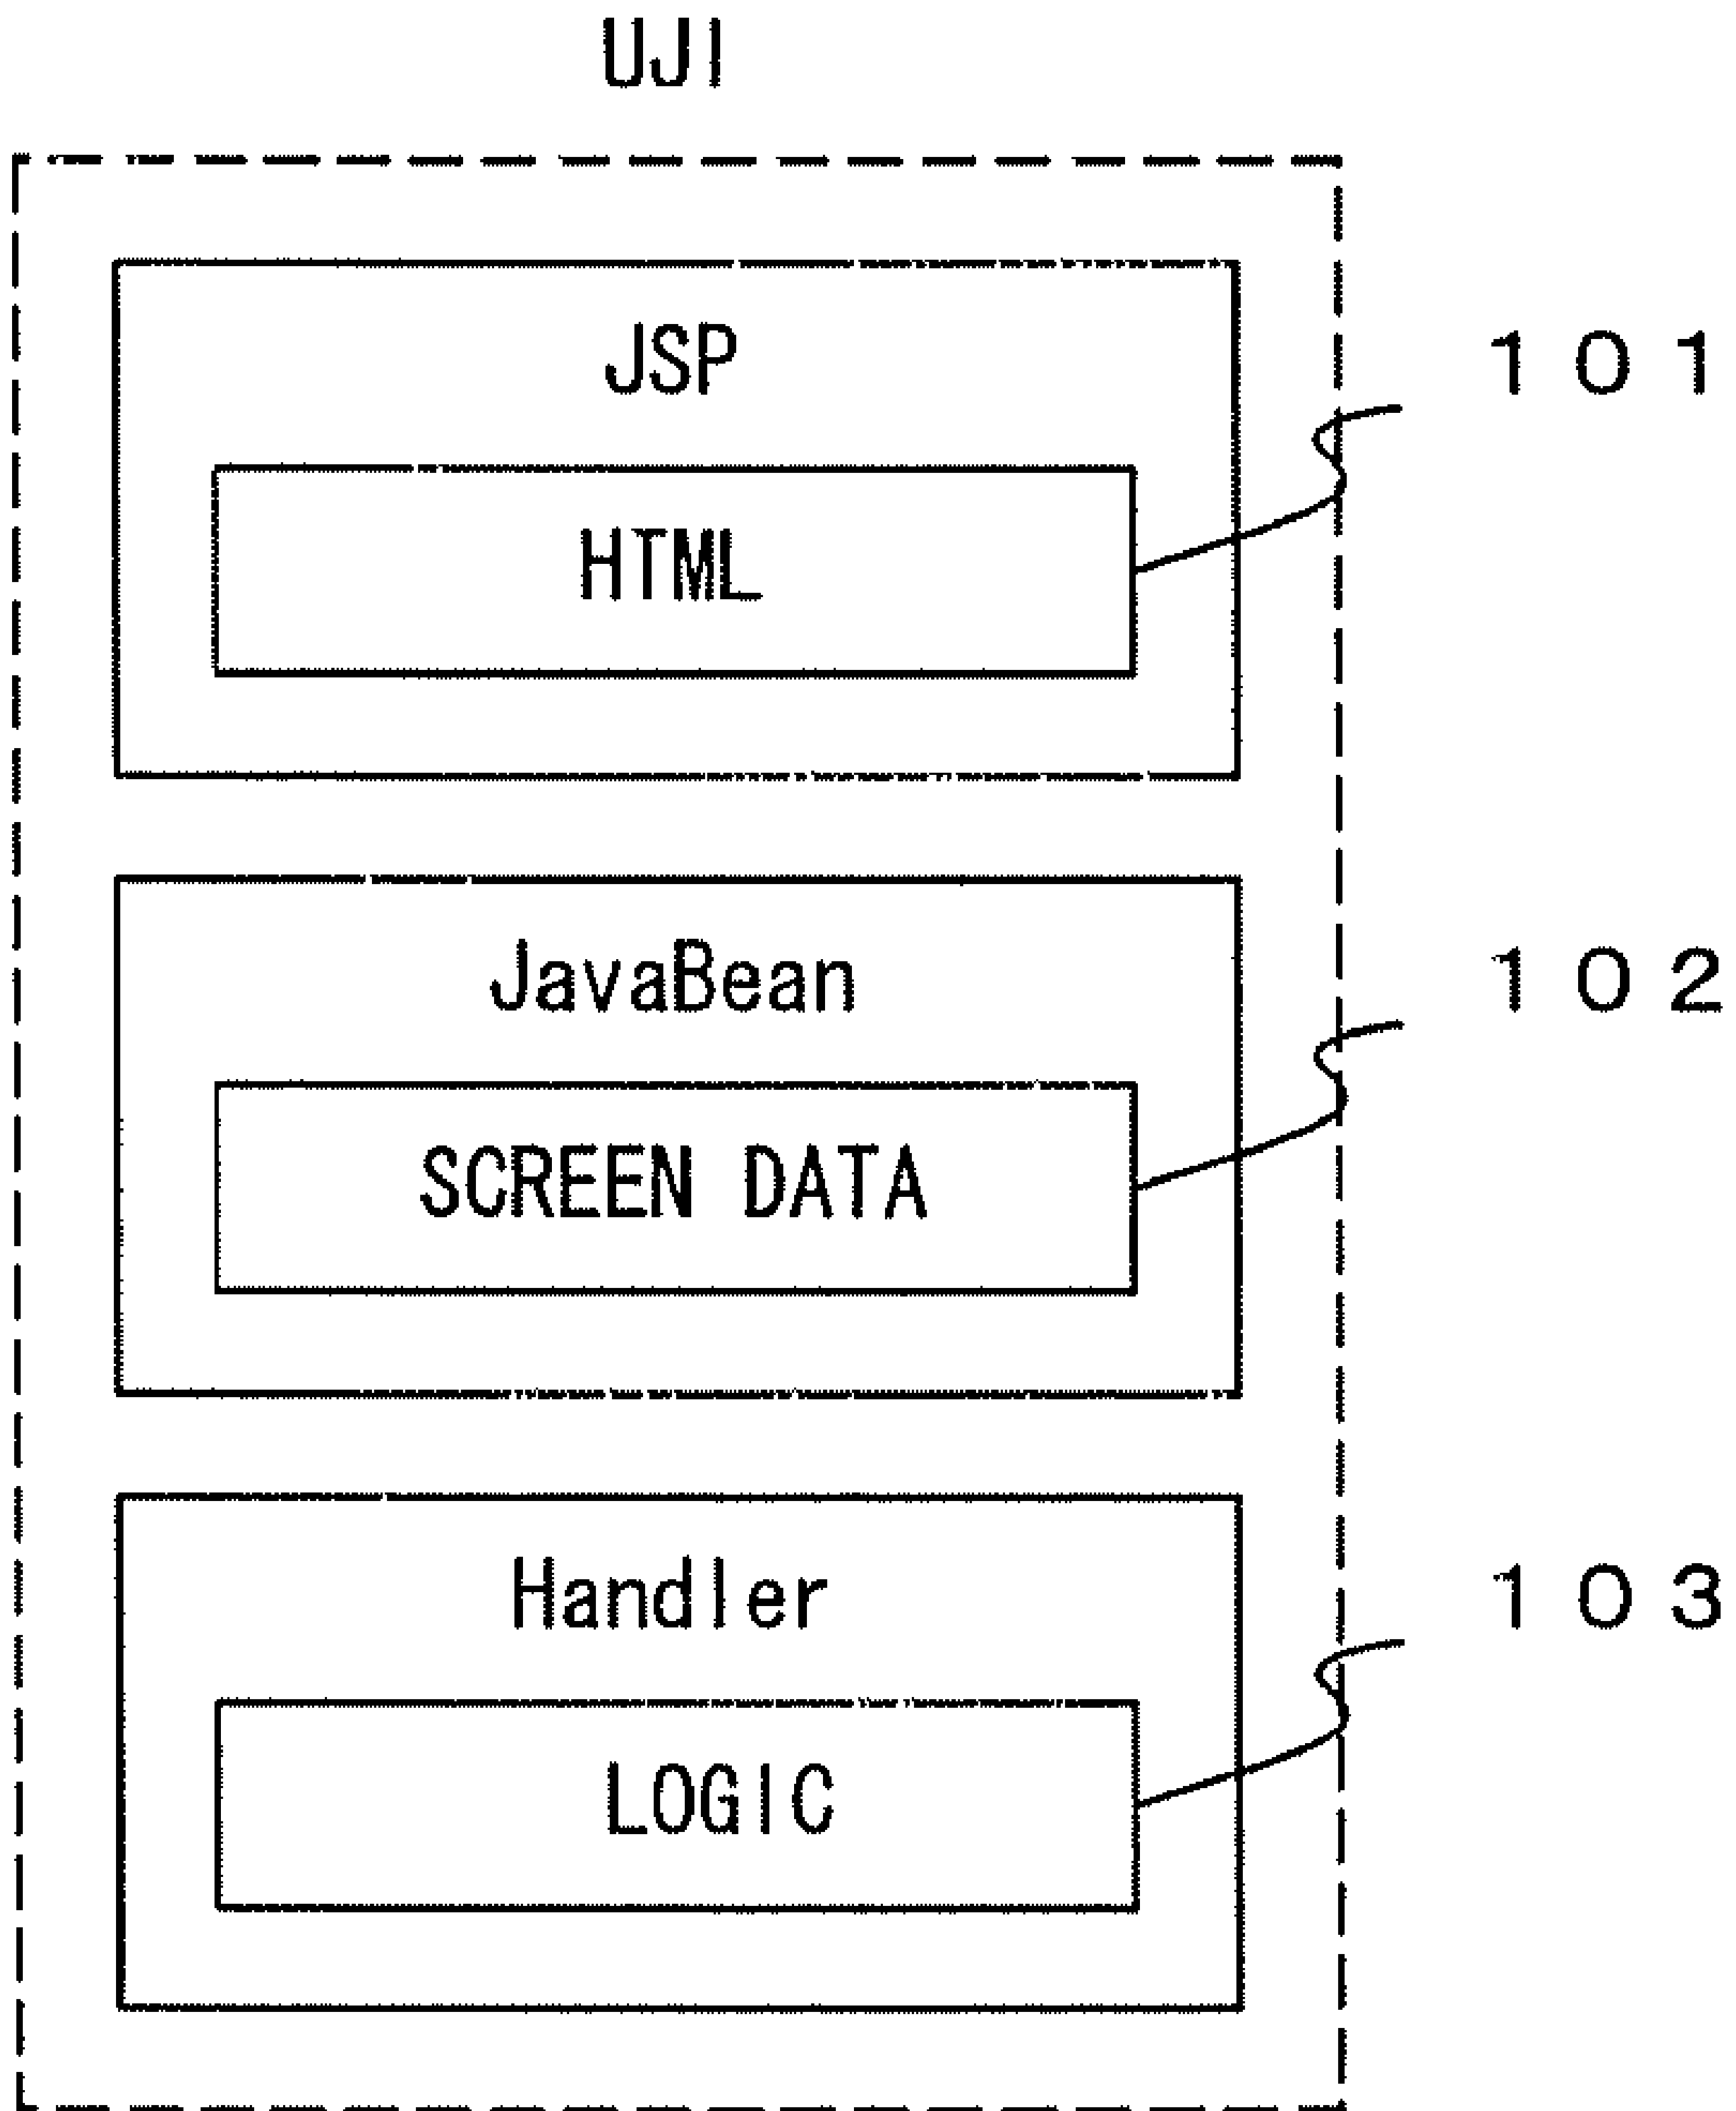 UJI
JSP
101
HTML
JavaBean
102
SCREEN DATA
Handler
103
LOGIC